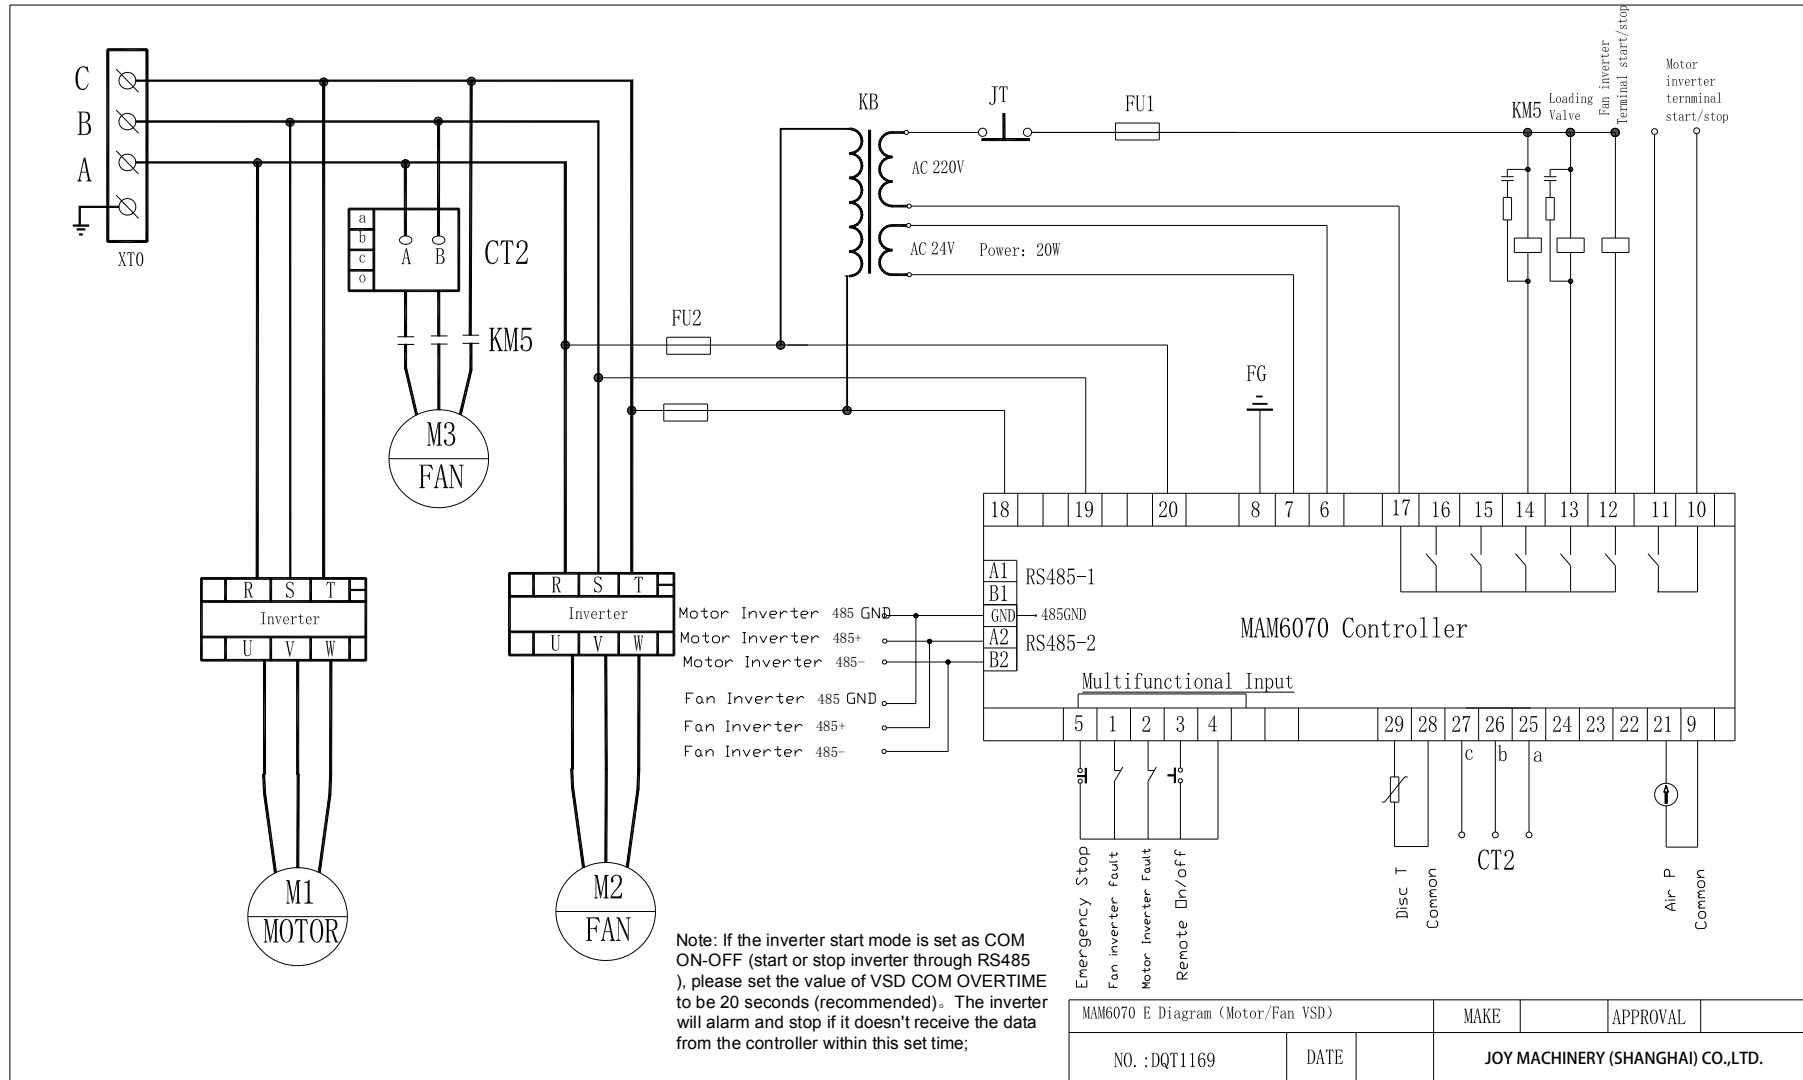 C
B
A
XT0
a
b
c
o
A
B
CT2
KM5
M3
FAN
R S T
Inverter
U V W
M1
MOTOR
R S T
Inverter
U V W
M2
FAN
FU2
KB
AC 220V
AC 24V
Power: 20W
JT
FU1
KM5
Loading
Valve
Fan inverter
Terminal start/stop
Motor
inverter
ternminal
start/stop
FG
18 19 20 8 7 6 17 16 15 14 13 12 11 10
A1
B1
RS485-1
GND
485GND
A2
B2
RS485-2
MAM6070 Controller
Motor Inverter 485 GND
Motor Inverter 485+
Motor Inverter 485-
Fan Inverter 485 GND
Fan Inverter 485+
Fan Inverter 485-
Multifunctional Input
5 1 2 3 4 29 28 27 26 25 24 23 22 21 9
c b a
CT2
Emergency Stop
Fan inverter fault
Motor Inverter Fault
Remote On/off
Disc T
Common
Air P
Common
Note: If the inverter start mode is set as COM
ON-OFF (start or stop inverter through RS485
), please set the value of VSD COM OVERTIME
to be 20 seconds (recommended)。The inverter
will alarm and stop if it doesn't receive the data
from the controller within this set time;
MAM6070 E Diagram（Motor/Fan VSD）
MAKE
APPROVAL
NO.:DQT1169
DATE
JOY MACHINERY (SHANGHAI) CO.,LTD.